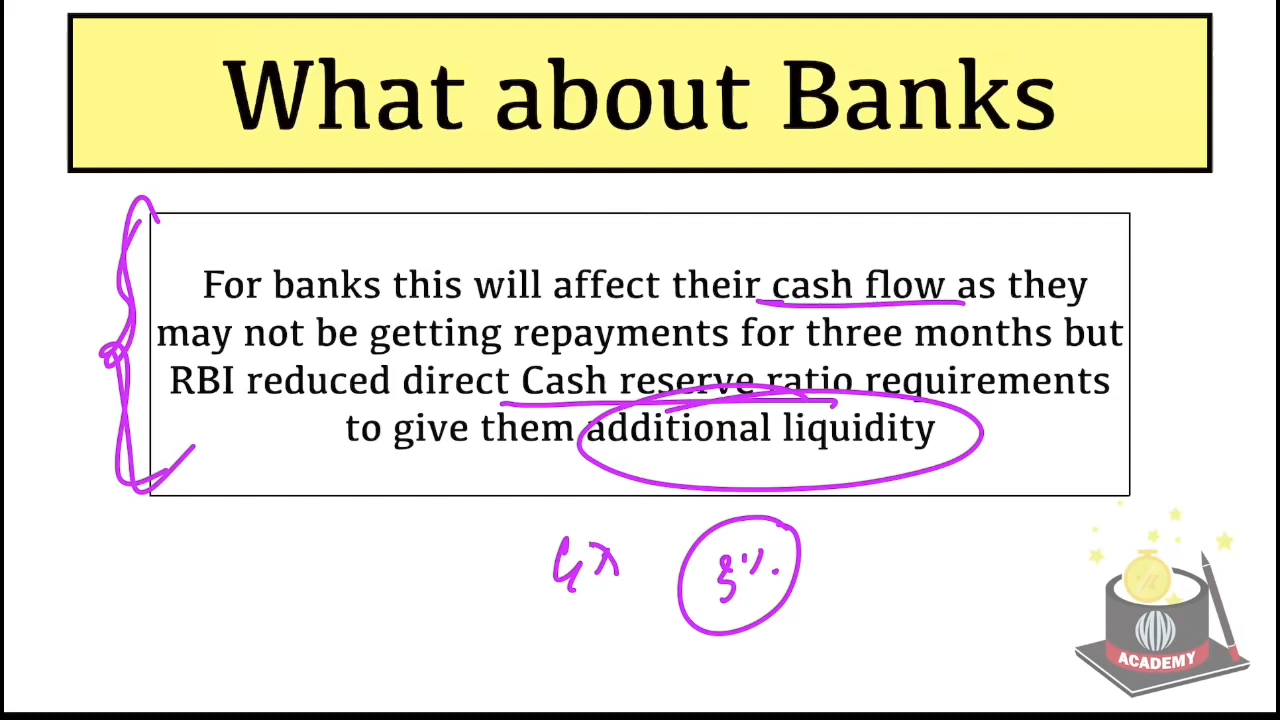 What about Banks
For banks this will affect their cash flow as they
may not be getting repayments for three months but
RBI reduced direct Cash reserve ratio requirements
to give them additional liquidity
3%.
ACADEMY